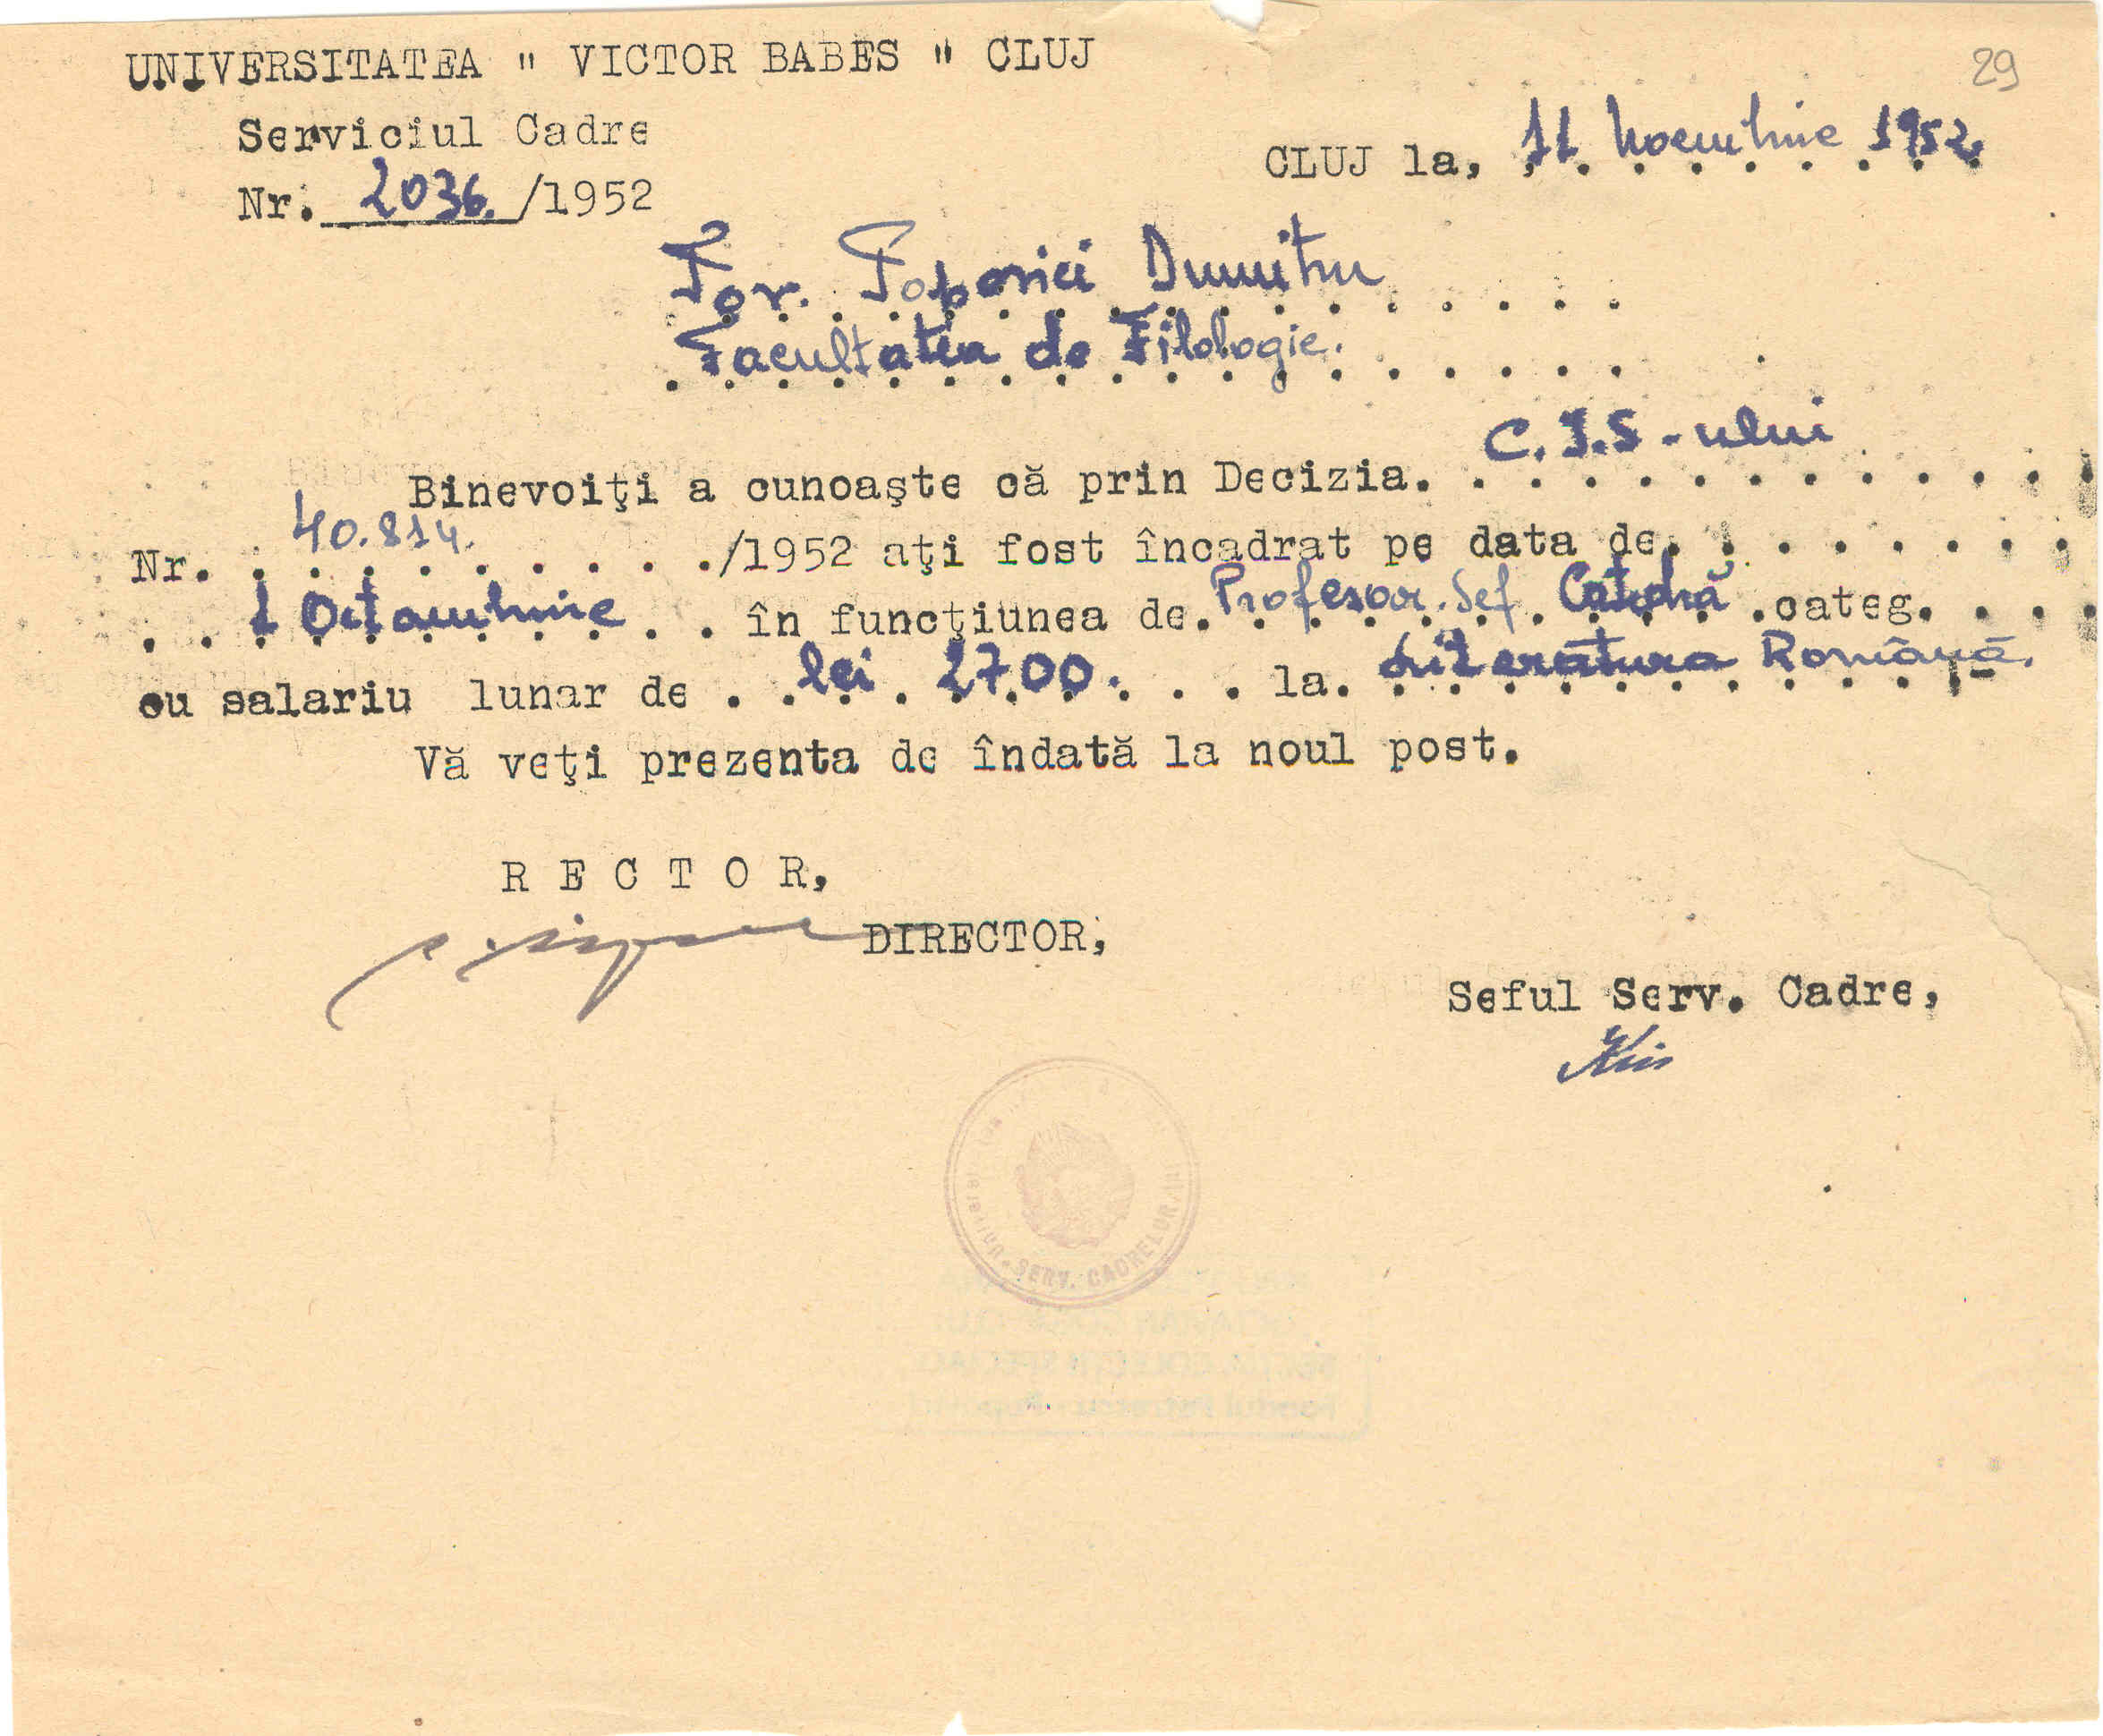 29
UNIVERSITATEA " VICTOR BABES " CLUJ
Serviciul Cadre
CLUJ la, 11 Noembrie 1952
Nr. 2036. /1952
Tov. Popovici Dumitru
Facultatea de Filologie.
Binevoiţi a cunoaşte că prin Decizia. C.I.S-ului
Nr. 40.814. /1952 aţi fost încadrat pe data de
1 Octombrie în funcţiunea de Profesor Şef Catedră categ.
cu salariu lunar de lei 2700. la. Literatura Română.
Vă veţi prezenta de îndată la noul post.
R E C T O R,
DIRECTOR,
Seful Serv. Cadre,
SERV. CADRELOR